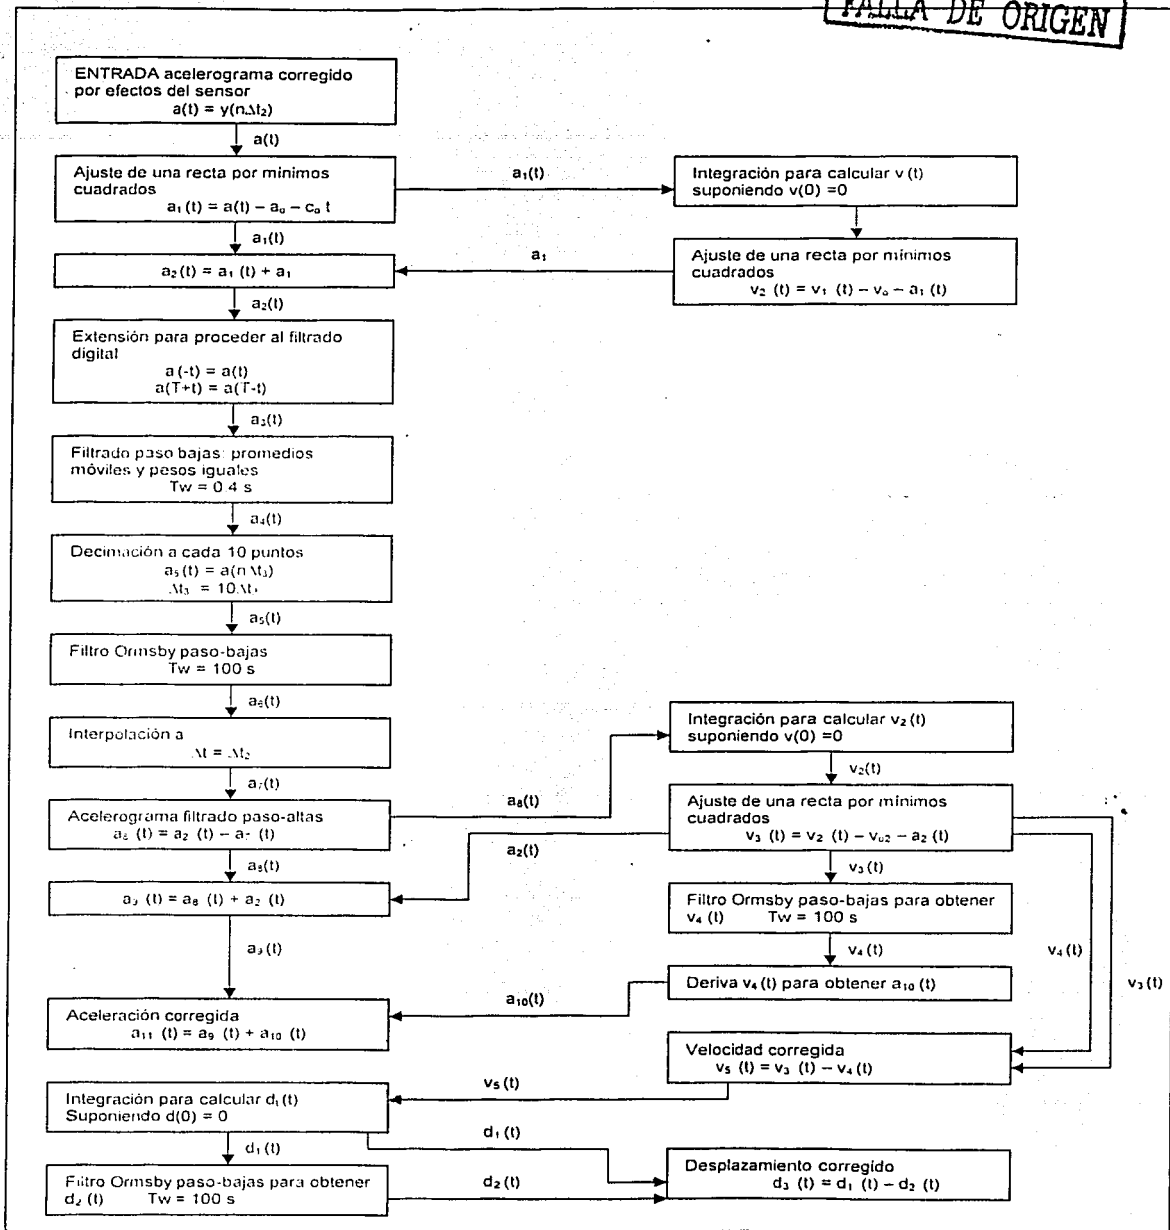 FALLA DE ORIGEN
ENTRADA acelerograma corregido
por efectos del sensor
a(t) = y(nΔt₂)
a(t)
Ajuste de una recta por mínimos
cuadrados
a₁(t) = a(t) – aₒ – cₒ t
a₁(t)
Integración para calcular v(t)
suponiendo v(0) =0
Ajuste de una recta por mínimos
cuadrados
v₂ (t) = v₁ (t) – vₒ – a₁ (t)
a₁
a₁(t)
a₂(t) = a₁ (t) + a₁
a₂(t)
Extensión para proceder al filtrado
digital
a(-t) = a(t)
a(T+t) = a(T-t)
a₃(t)
Filtrado paso bajas: promedios
móviles y pesos iguales
Tw = 0.4 s
a₄(t)
Decimación a cada 10 puntos
a₅(t) = a(nΔt₃)
Δt₃ = 10Δt₂
a₅(t)
Filtro Ormsby paso-bajas
Tw = 100 s
a₆(t)
Interpolación a
Δt = Δt₂
a₇(t)
Acelerograma filtrado paso-altas
a₈ (t) = a₂ (t) – a₇ (t)
a₈(t)
Integración para calcular v₂(t)
suponiendo v(0) =0
v₂(t)
Ajuste de una recta por mínimos
cuadrados
v₃ (t) = v₂ (t) – vₒ₂ – a₂ (t)
a₂(t)
a₈(t)
a₉ (t) = a₈ (t) + a₂ (t)
a₉(t)
v₃(t)
Filtro Ormsby paso-bajas para obtener
v₄ (t) Tw = 100 s
v₄(t)
Deriva v₄(t) para obtener a₁₀(t)
a₁₀(t)
v₄(t)
v₃(t)
Aceleración corregida
a₁₁ (t) = a₉ (t) + a₁₀ (t)
Velocidad corregida
v₅ (t) = v₃ (t) – v₄(t)
v₅(t)
Integración para calcular d₁(t)
Suponiendo d(0) = 0
d₁(t)
d₁(t)
Filtro Ormsby paso-bajas para obtener
d₂(t) Tw = 100 s
d₂(t)
Desplazamiento corregido
d₃ (t) = d₁ (t) – d₂ (t)